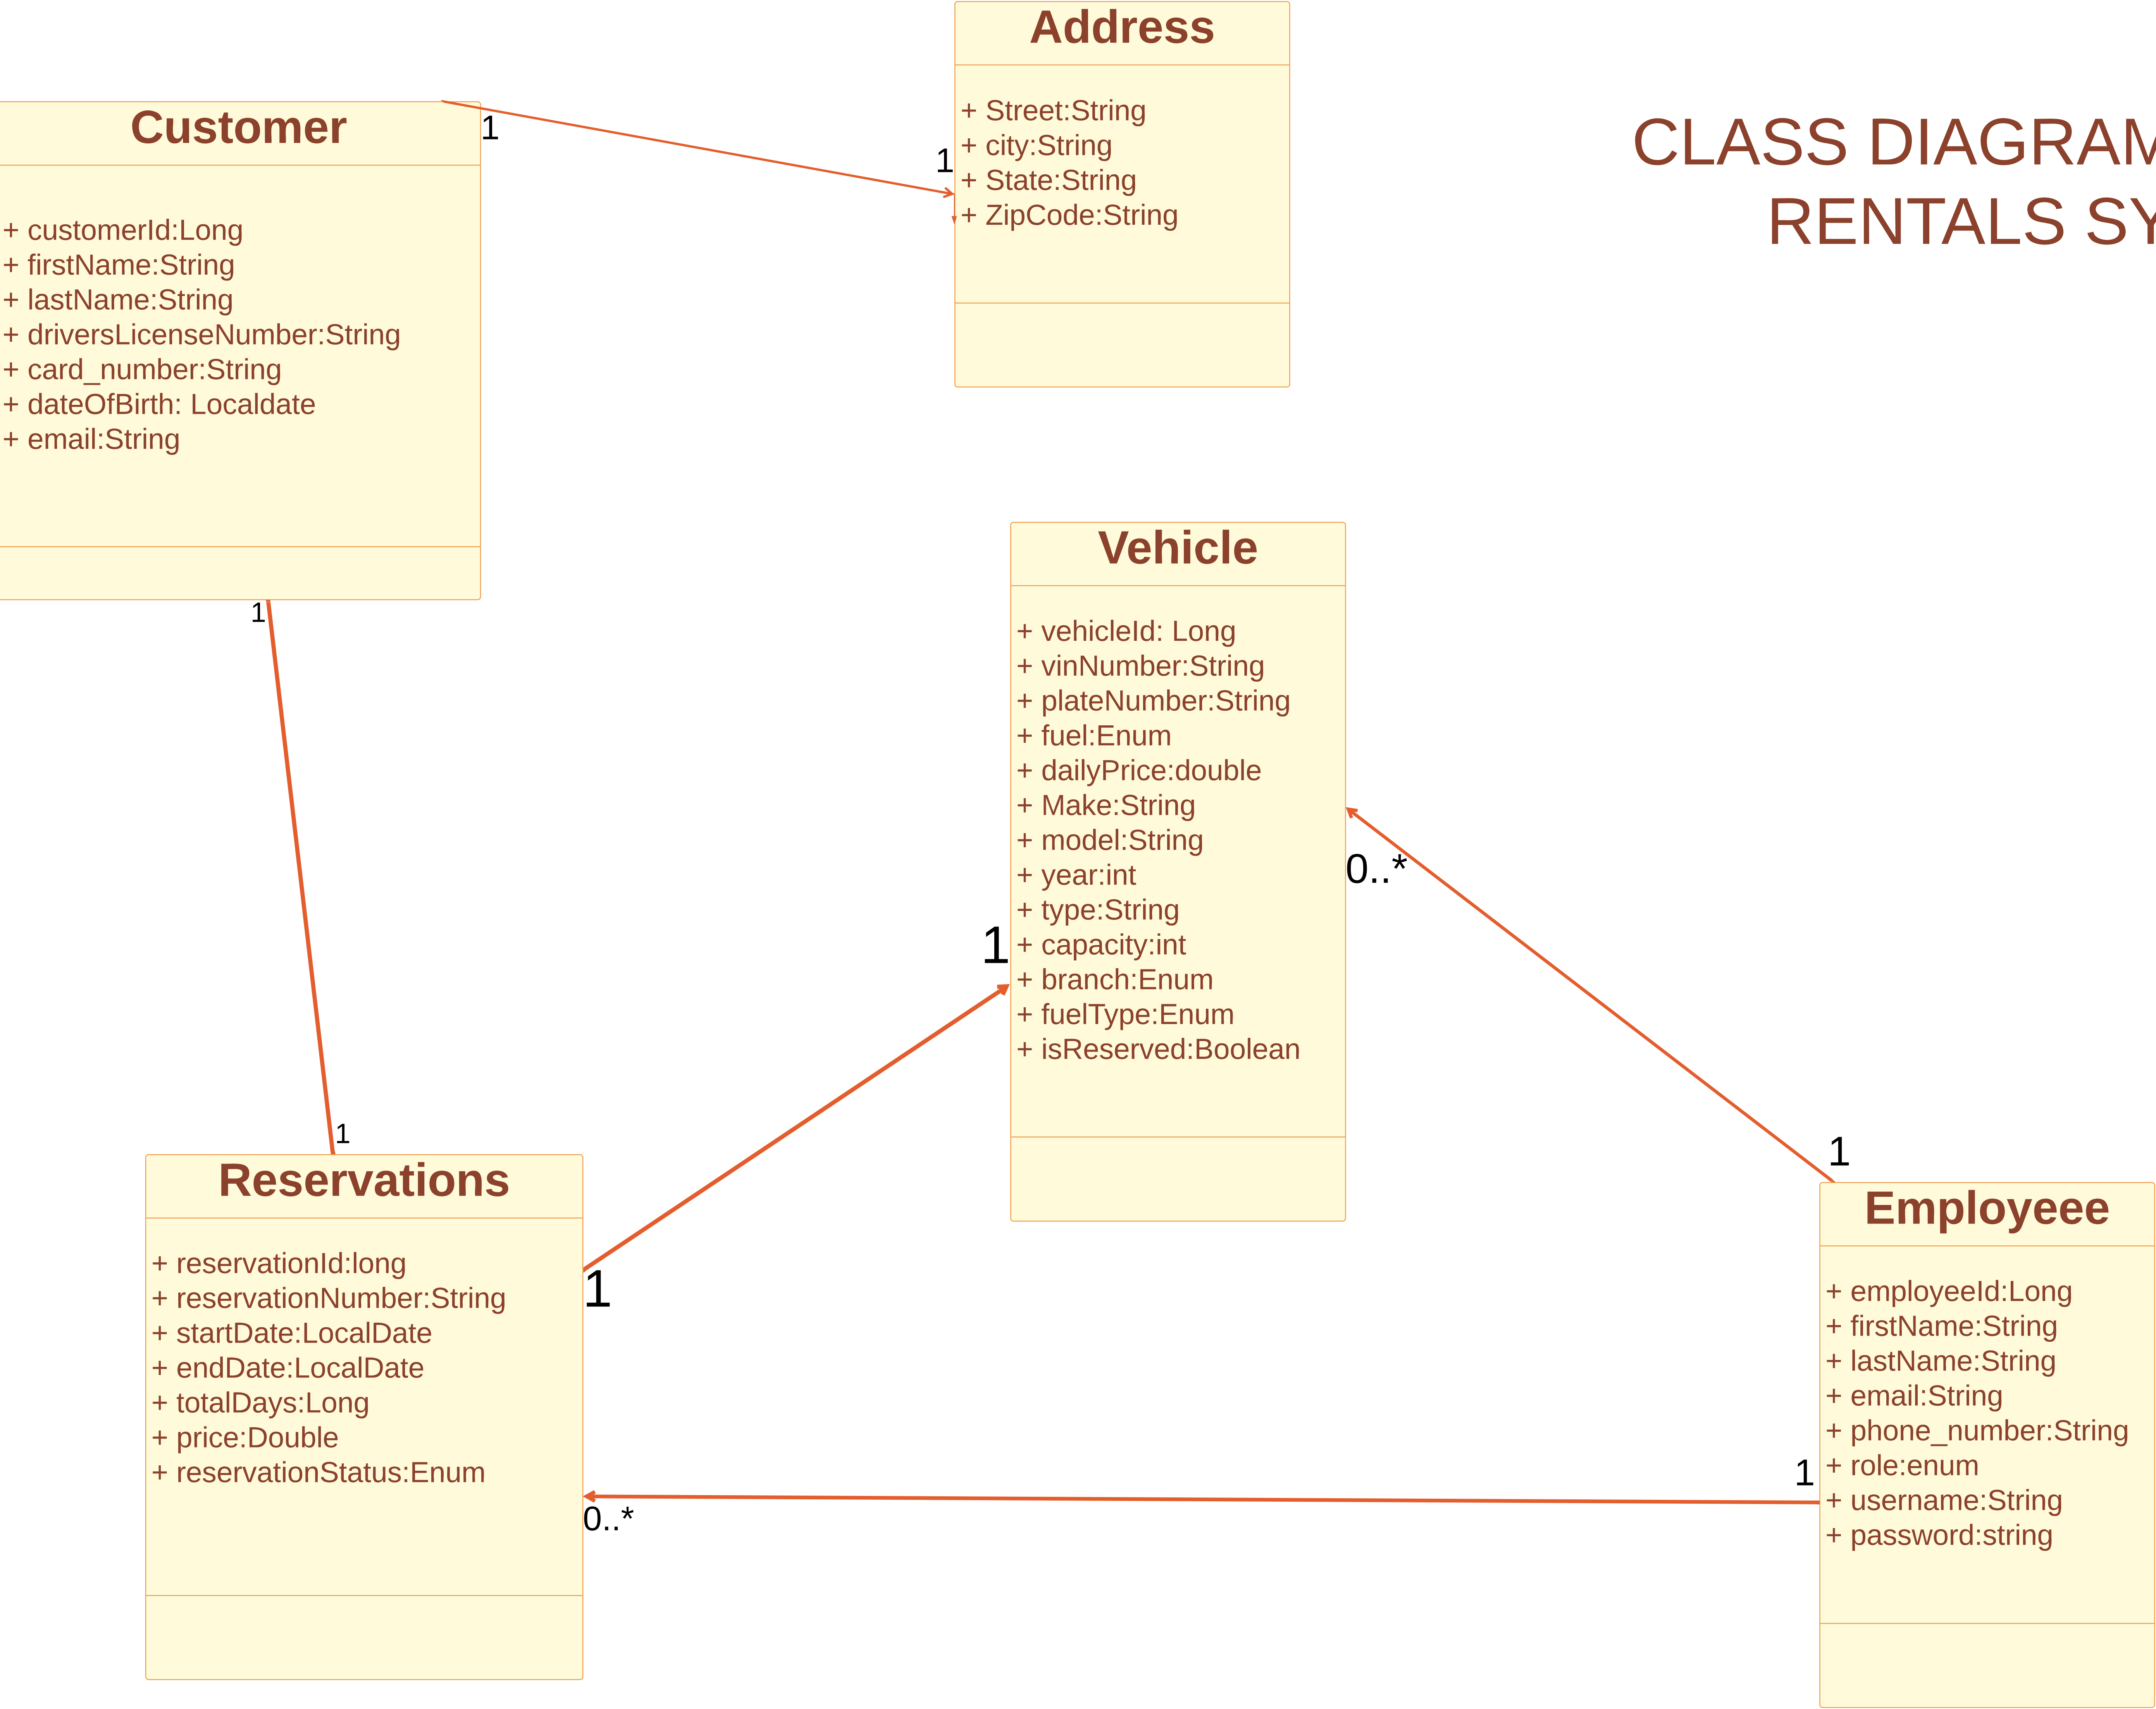 Address
+ Street:String
+ city:String
+ State:String
+ ZipCode:String
CLASS DIAGRAM
RENTALS SY
Customer
+ customerId:Long
+ firstName:String
+ lastName:String
+ driversLicenseNumber:String
+ card_number:String
+ dateOfBirth: Localdate
+ email:String
1
1
Vehicle
+ vehicleId: Long
+ vinNumber:String
+ plateNumber:String
+ fuel:Enum
+ dailyPrice:double
+ Make:String
+ model:String
+ year:int
+ type:String
+ capacity:int
+ branch:Enum
+ fuelType:Enum
+ isReserved:Boolean
1
1
1
0..*
1
1
Reservations
+ reservationId:long
+ reservationNumber:String
+ startDate:LocalDate
+ endDate:LocalDate
+ totalDays:Long
+ price:Double
+ reservationStatus:Enum
1
0..*
1
Employeee
+ employeeId:Long
+ firstName:String
+ lastName:String
+ email:String
+ phone_number:String
+ role:enum
+ username:String
+ password:string